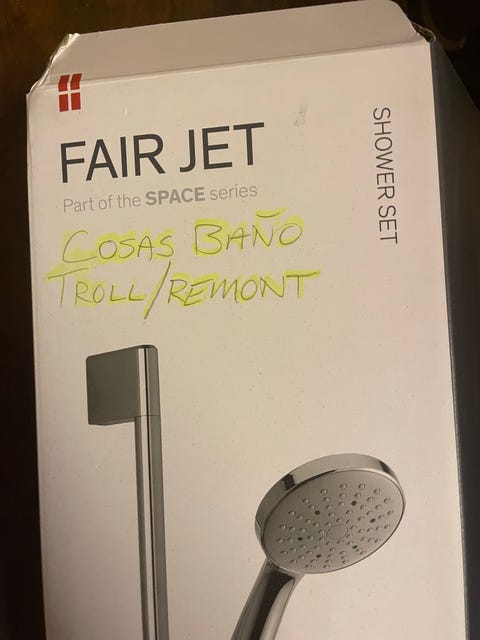 FAIR JET
Part of the SPACE series
SHOWER SET
COSAS BAÑO
TROLL/REMONT